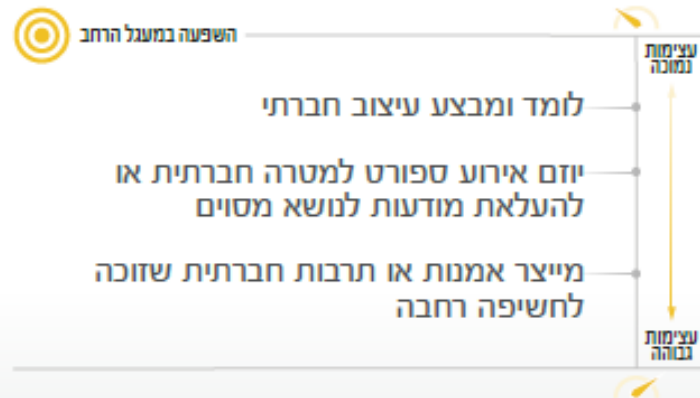 השפעה במעגל הרחב
עצימות
נמוכה
לומד ומבצע עיצוב חברתי
יוזם אירוע ספורט למטרה חברתית או
להעלאת מודעות לנושא מסוים
מייצר אמנות או תרבות חברתית שזוכה
לחשיפה רחבה
עצימות
גבוהה